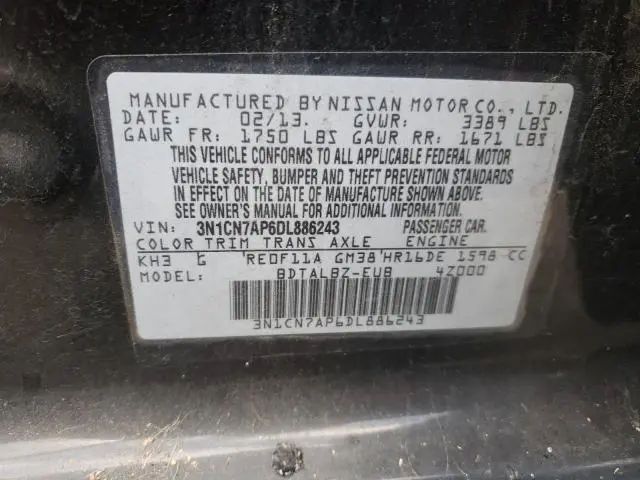 MANUFACTURED BY NISSAN MOTOR CO., LTD.
DATE: 02/13. GVWR: 3389 LBS
GAWR FR: 1750 LBS GAWR RR: 1671 LBS
THIS VEHICLE CONFORMS TO ALL APPLICABLE FEDERAL MOTOR
VEHICLE SAFETY, BUMPER, AND THEFT PREVENTION STANDARDS
IN EFFECT ON THE DATE OF MANUFACTURE SHOWN ABOVE.
SEE OWNER'S MANUAL FOR ADDITIONAL INFORMATION.
VIN: 3N1CN7AP6DL886243 PASSENGER CAR.
COLOR TRIM TRANS AXLE ENGINE
KH3 G RE0F11A GM38 HR16DE 1598 CC
MODEL: BDTALBZ-EUB 4Z000
3N1CN7AP6DL886243